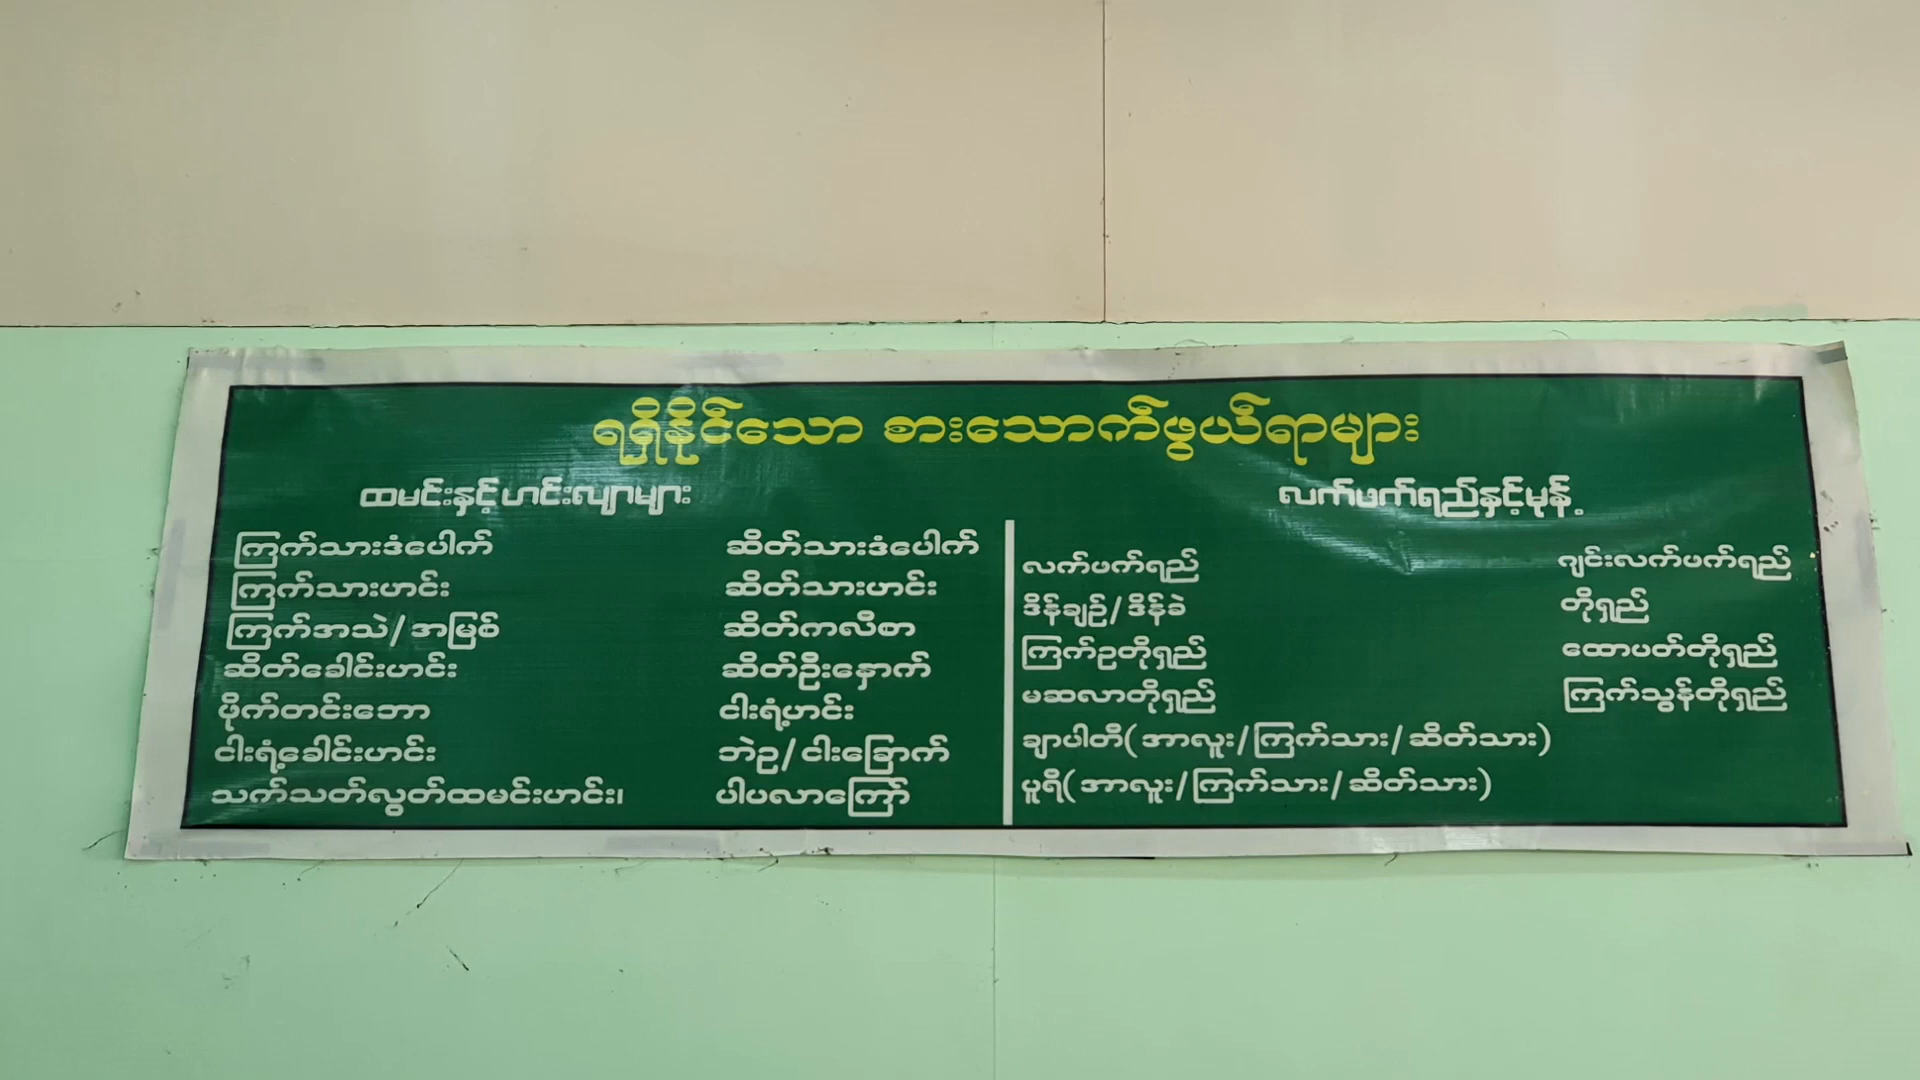 ရရှိနိုင်သော စားသောက်ဖွယ်ရာများ
ထမင်းနှင့်ဟင်းလျာများ
ကြက်သားဒံပေါက်
ကြက်သားဟင်း
ကြက်အသဲ/အမြစ်
ဆိတ်ခေါင်းဟင်း
ဖိုက်တင်းဘော
ငါးရံ့ခေါင်းဟင်း
သက်သတ်လွတ်ထမင်းဟင်း၊
ဆိတ်သားဒံပေါက်
ဆိတ်သားဟင်း
ဆိတ်ကလီစာ
ဆိတ်ဦးနှောက်
ငါးရံ့ဟင်း
ဘဲဥ/ငါးခြောက်
ပါပလာကြော်
လက်ဖက်ရည်နှင့်မုန့်
လက်ဖက်ရည်
ဒိန်ချဉ်/ဒိန်ခဲ
ကြက်ဥတိုရှည်
မဆလာတိုရှည်
ချာပါတီ(အာလူး/ကြက်သား/ဆိတ်သား)
ပူရီ(အာလူး/ကြက်သား/ဆိတ်သား)
ဂျင်းလက်ဖက်ရည်
တိုရှည်
ထောပတ်တိုရှည်
ကြက်သွန်တိုရှည်